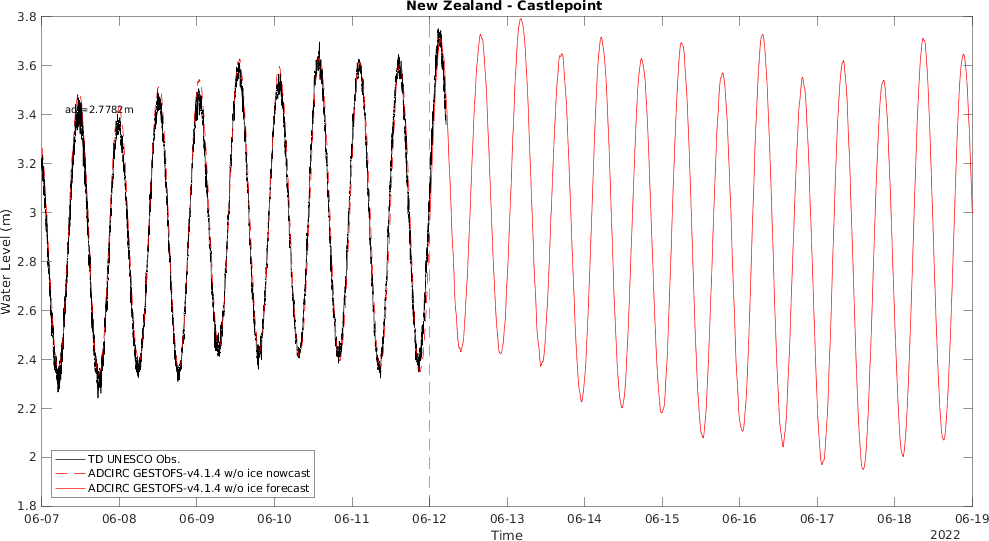 New Zealand - Castlepoint
3.8
3.6
3.4
3.2
3
2.8
2.6
2.4
2.2
2
1.8
Water Level (m)
adj=2.7782m
TD UNESCO Obs.
ADCIRC GESTOFS-v4.1.4 w/o ice nowcast
ADCIRC GESTOFS-v4.1.4 w/o ice forecast
06-07 06-08 06-09 06-10 06-11 06-12 06-13 06-14 06-15 06-16 06-17 06-18 06-19
Time
2022